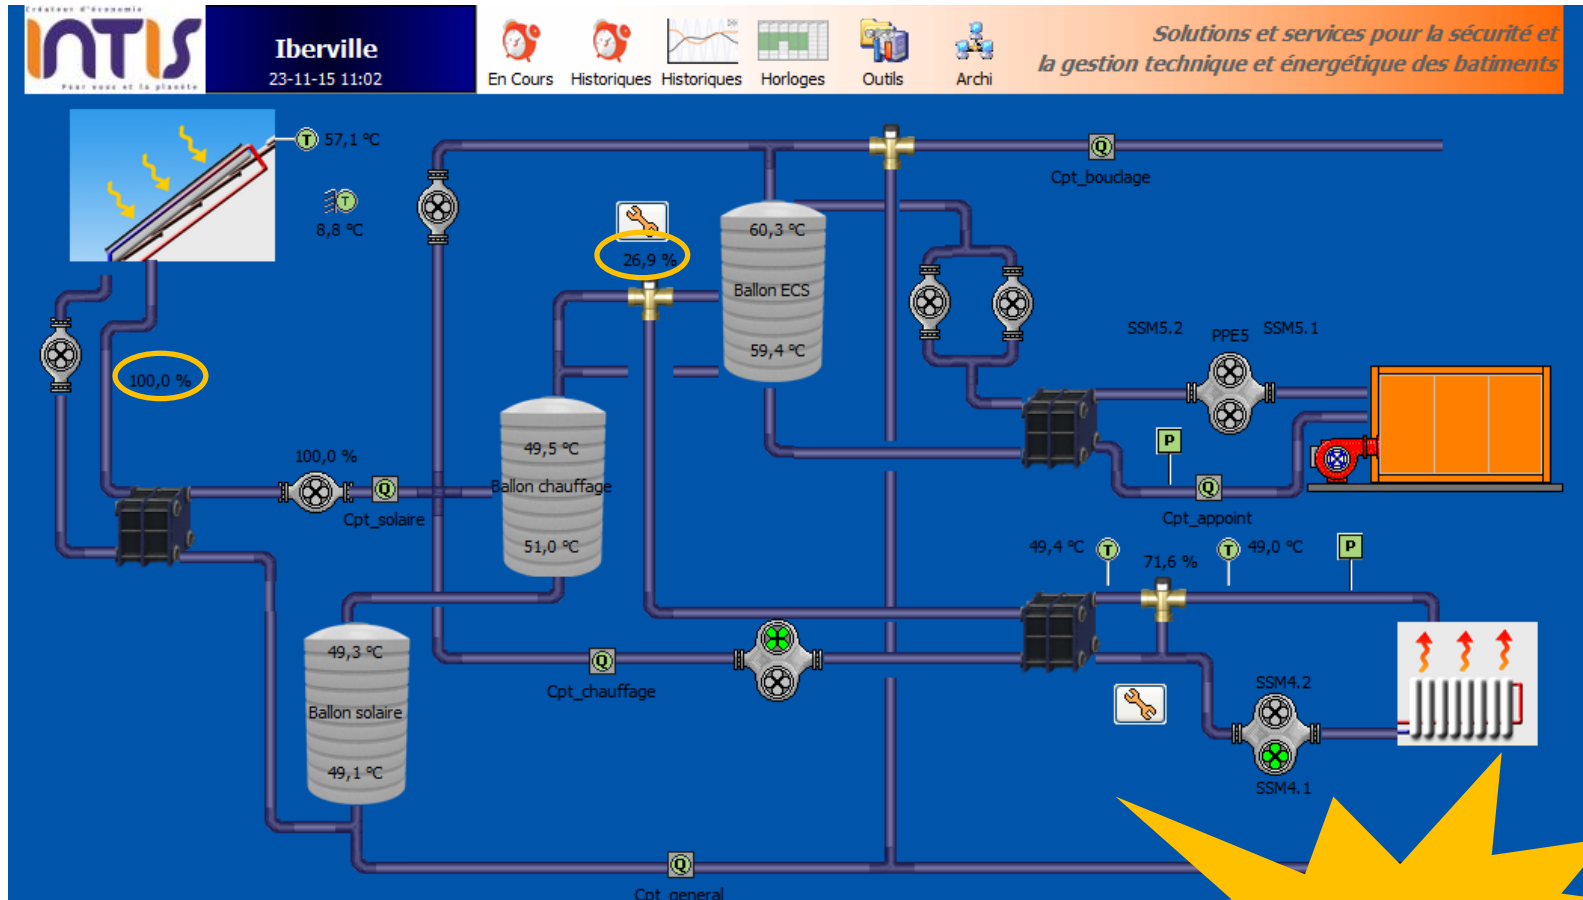 Créateur d'économie
INTIS
Pour vous et la planète
Iberville
23-11-15 11:02
En Cours
Historiques
Historiques
Horloges
Outils
Archi
Solutions et services pour la sécurité et
la gestion technique et énergétique des batiments
57,1 °C
T
T
8,8 °C
Q
Cpt_bouclage
26,9 %
60,3 °C
Ballon ECS
59,4 °C
SSM5.2
PPE5
SSM5.1
100,0 %
100,0 %
Q
Cpt_solaire
49,5 °C
Ballon chauffage
51,0 °C
P
Q
Cpt_appoint
49,4 °C
T
71,6 %
T
49,0 °C
P
49,3 °C
Ballon solaire
49,1 °C
Q
Cpt_chauffage
SSM4.2
SSM4.1
Q
Cpt_general